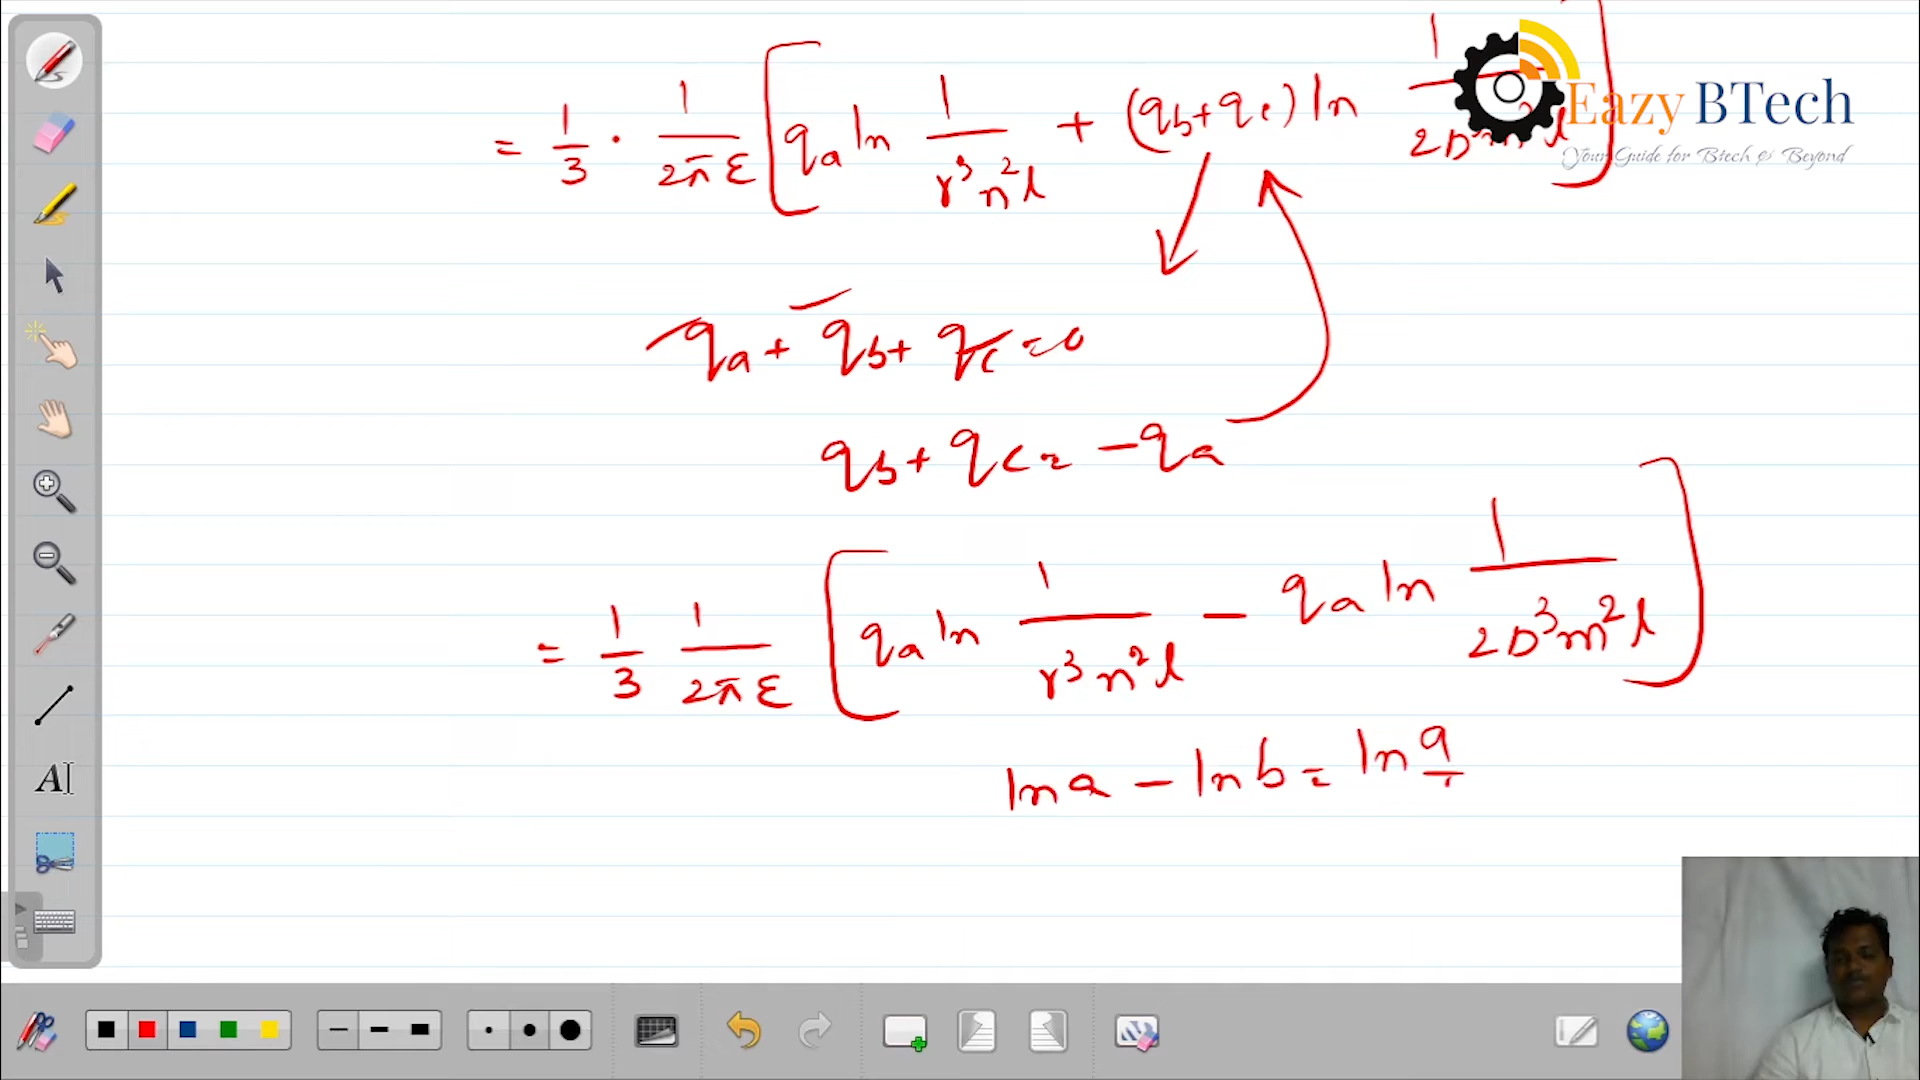 = 1/3 · 1/2πε [ qa ln 1/r³n²l + (qb+qc) ln 1/2D³m²l ]
Eazy BTech
Your Guide for Btech & Beyond
qa + qb + qc = 0
qb + qc = -qa
= 1/3 1/2πε [ qa ln 1/r³n²l - qa ln 1/2D³m²l ]
ln a - ln b = ln a
A